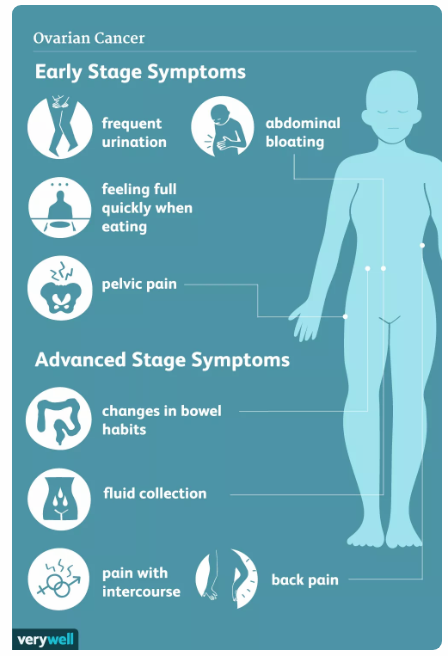 Ovarian Cancer
Early Stage Symptoms
frequent
urination
abdominal
bloating
feeling full
quickly when
eating
pelvic pain
Advanced Stage Symptoms
changes in bowel
habits
fluid collection
pain with
intercourse
back pain
verywell